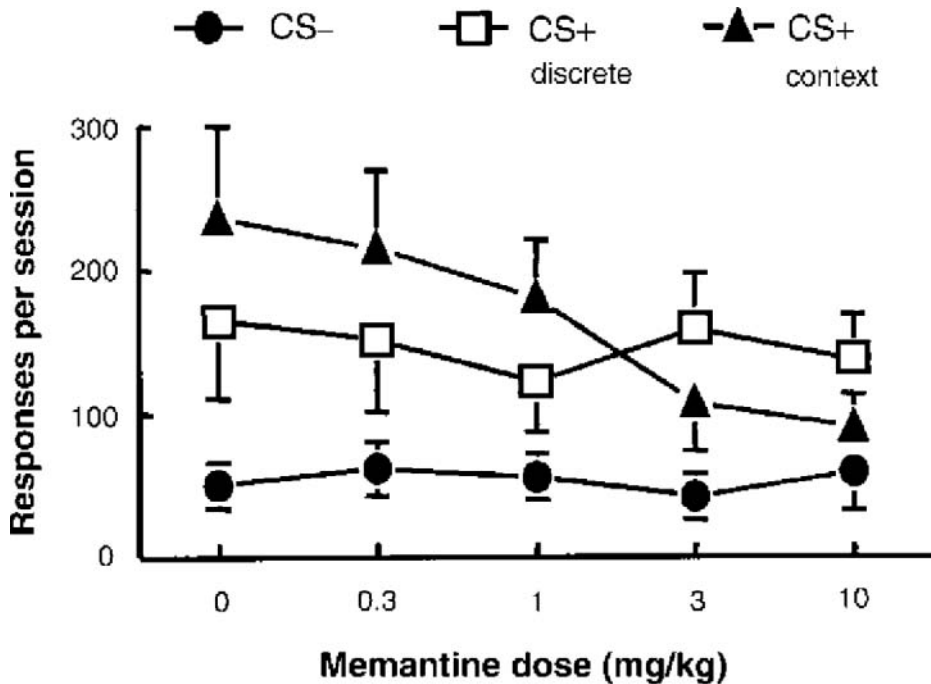 CS− CS+ CS+
discrete context
300
200
100
0
Responses per session
0 0.3 1 3 10
Memantine dose (mg/kg)